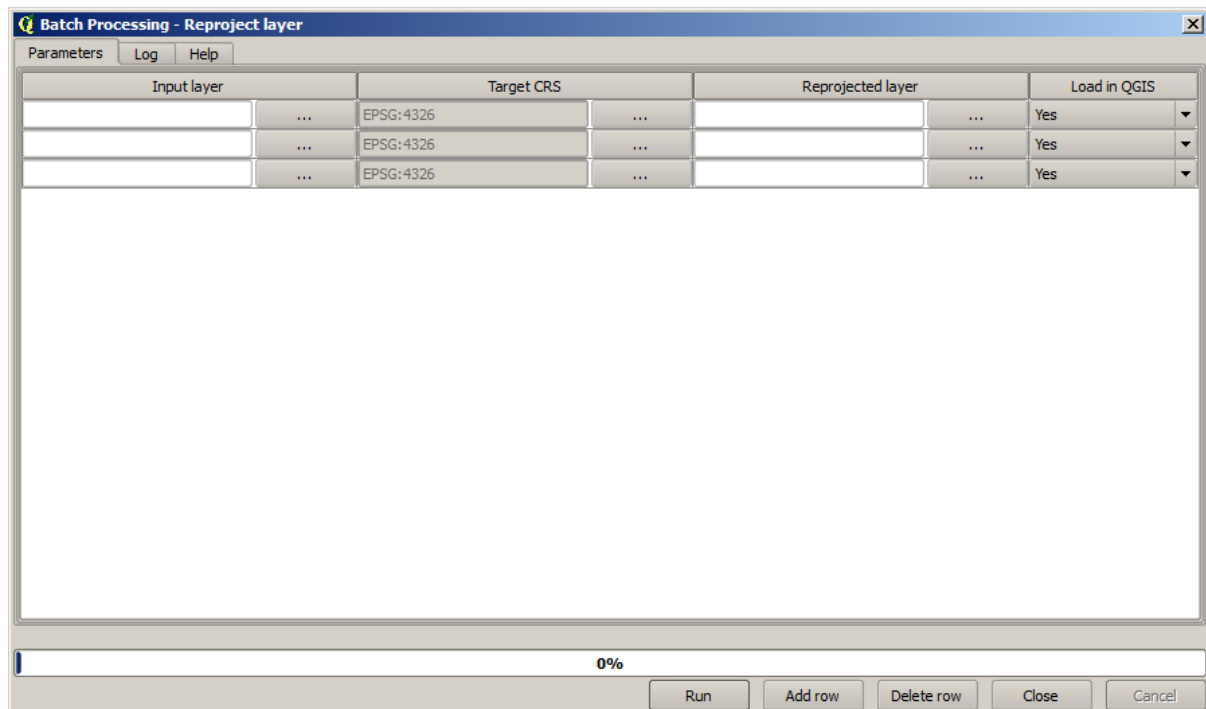 Batch Processing - Reproject layer
Parameters Log Help
Input layer Target CRS Reprojected layer Load in QGIS
... EPSG:4326 ... ... Yes
... EPSG:4326 ... ... Yes
... EPSG:4326 ... ... Yes
0%
Run Add row Delete row Close Cancel